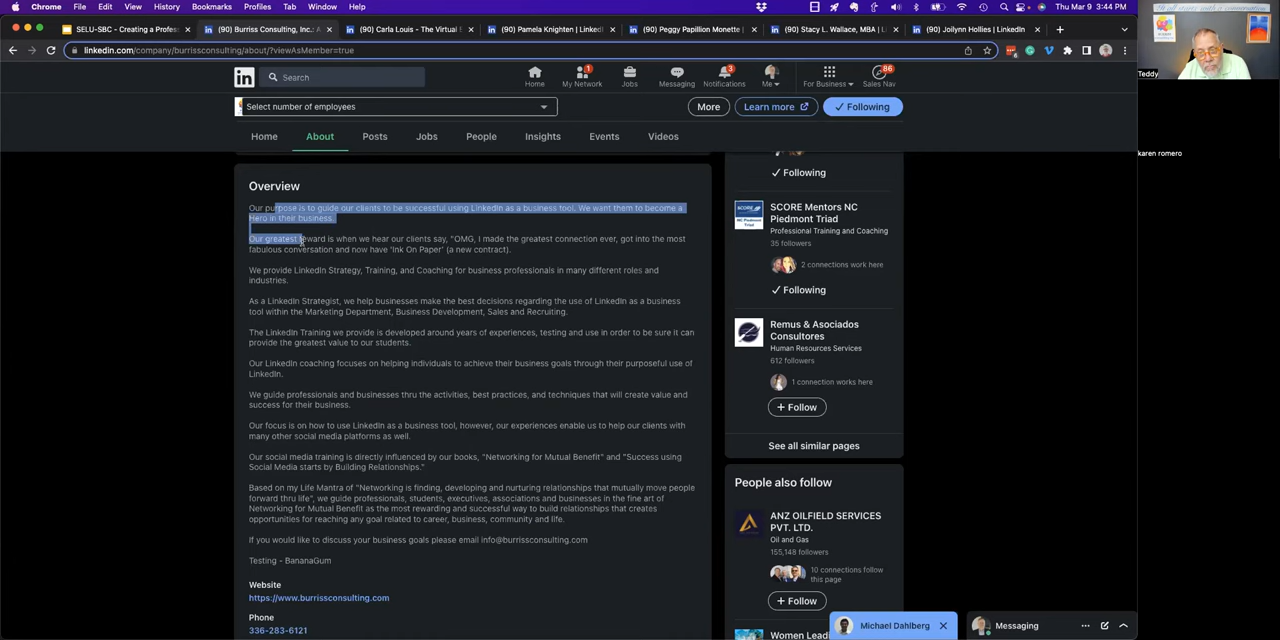 Chrome File Edit View History Bookmarks Profiles Tab Window Help
Thu Mar 9 3:44 PM
SELU-SBC - Creating a Profess
(90) Burriss Consulting, Inc.: A
(90) Carla Louis - The Virtual E
(90) Pamela Knighten | LinkedI
(90) Peggy Papillion Monette |
(90) Stacy L. Wallace, MBA | Li
(90) Joilynn Hollies | LinkedIn
linkedin.com/company/burrissconsulting/about/?viewAsMember=true
in Search
Home
1
My Network
Jobs
Messaging
3
Notifications
Me
For Business
86
Sales Nav
Teddy
Select number of employees
More
Learn more
Following
Home About Posts Jobs People Insights Events Videos
karen romero
Overview
Our purpose is to guide our clients to be successful using LinkedIn as a business tool. We want them to become a
Hero in their business.
Our greatest reward is when we hear our clients say, "OMG, I made the greatest connection ever, got into the most
fabulous conversation and now have 'Ink On Paper' (a new contract).
We provide LinkedIn Strategy, Training, and Coaching for business professionals in many different roles and
industries.
As a LinkedIn Strategist, we help businesses make the best decisions regarding the use of LinkedIn as a business
tool within the Marketing Department, Business Development, Sales and Recruiting.
The LinkedIn Training we provide is developed around years of experiences, testing and use in order to be sure it can
provide the greatest value to our students.
Our LinkedIn coaching focuses on helping individuals to achieve their business goals through their purposeful use of
LinkedIn.
We guide professionals and businesses thru the activities, best practices, and techniques that will create value and
success for their business.
Our focus is on how to use LinkedIn as a business tool, however, our experiences enable us to help our clients with
many other social media platforms as well.
Our social media training is directly influenced by our books, "Networking for Mutual Benefit" and "Success using
Social Media starts by Building Relationships."
Based on my Life Mantra of "Networking is finding, developing and nurturing relationships that mutually move people
forward thru life", we guide professionals, students, executives, associations and businesses in the fine art of
Networking for Mutual Benefit as the most rewarding and successful way to build relationships that creates
opportunities for reaching any goal related to career, business, community and life.
If you would like to discuss your business goals please email info@burrissconsulting.com
Testing - BananaGum
Website
https://www.burrissconsulting.com
Phone
336-283-6121
Following
SCORE
SCORE Mentors NC
Piedmont Triad
Professional Training and Coaching
35 followers
2 connections work here
Following
Remus & Asociados
Consultores
Human Resources Services
612 followers
1 connection works here
+ Follow
See all similar pages
People also follow
ANZ OILFIELD SERVICES
PVT. LTD.
Oil and Gas
155,148 followers
10 connections follow
this page
+ Follow
Women Lead
Michael Dahlberg
Messaging